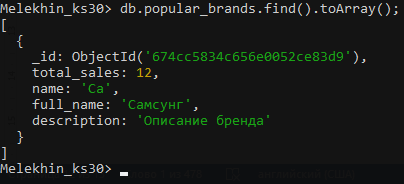 Melekhin_ks30> db.popular_brands.find().toArray();
[
  {
    _id: ObjectId('674cc5834c656e0052ce83d9'),
    total_sales: 12,
    name: 'Са',
    full_name: 'Самсунг',
    description: 'Описание бренда'
  }
]
Melekhin_ks30>